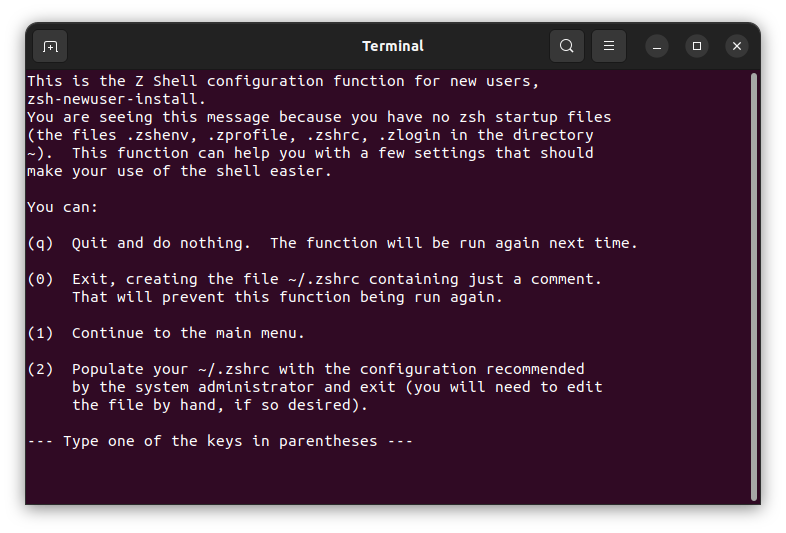 Terminal
This is the Z Shell configuration function for new users,
zsh-newuser-install.
You are seeing this message because you have no zsh startup files
(the files .zshenv, .zprofile, .zshrc, .zlogin in the directory
~).  This function can help you with a few settings that should
make your use of the shell easier.

You can:

(q)  Quit and do nothing.  The function will be run again next time.

(0)  Exit, creating the file ~/.zshrc containing just a comment.
     That will prevent this function being run again.

(1)  Continue to the main menu.

(2)  Populate your ~/.zshrc with the configuration recommended
     by the system administrator and exit (you will need to edit
     the file by hand, if so desired).

--- Type one of the keys in parentheses ---